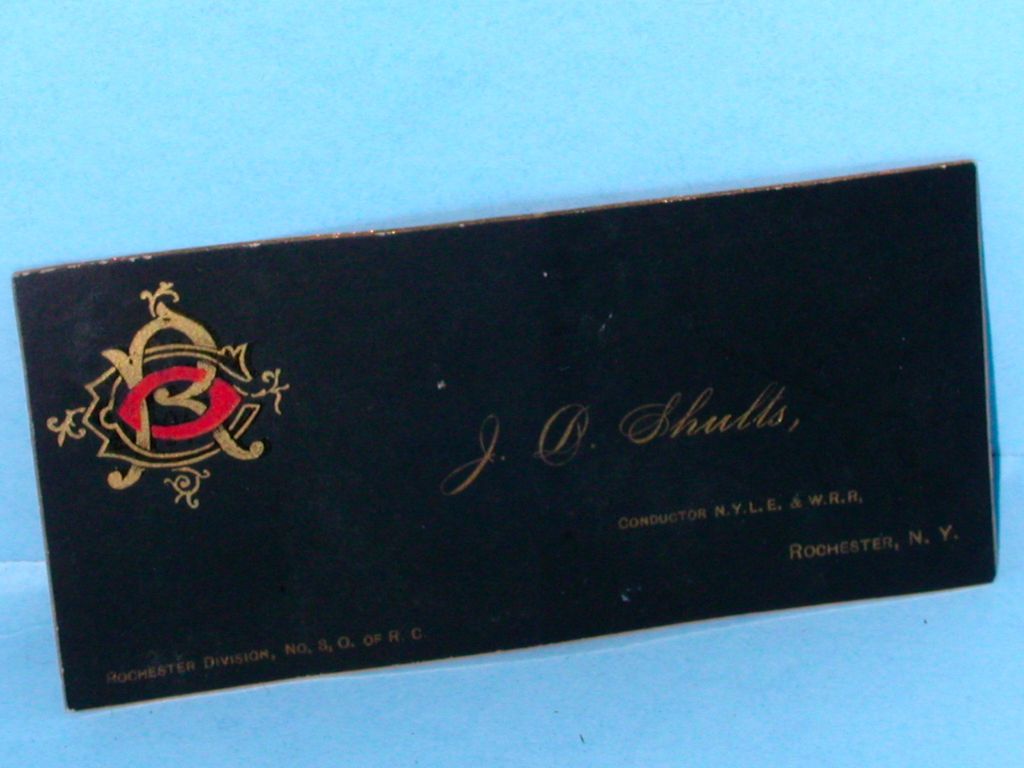 J. D. Shults,
CONDUCTOR N.Y.L.E. & W.R.R,
ROCHESTER, N. Y.
ROCHESTER DIVISION, NO. 8, O. OF R. C.